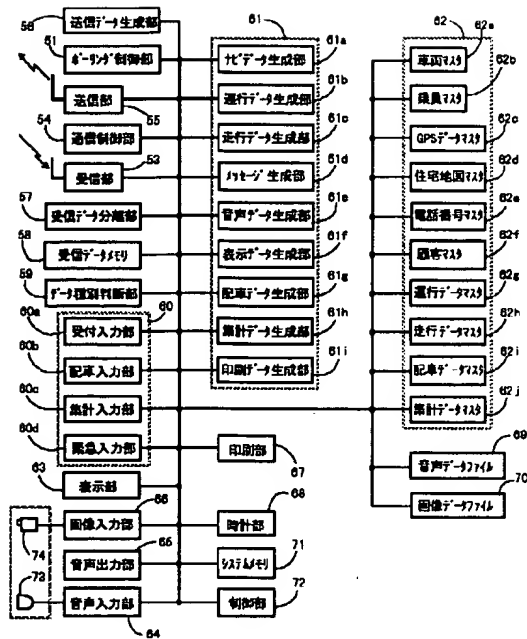 56
送信データ生成部
51
ポーリング制御部
送信部
55
54
通信制御部
受信部
53
57
受信データ分離部
58
受信データメモリ
59
データ種別判断部
60a
60
受付入力部
60b
配車入力部
60c
集計入力部
60d
緊急入力部
63
表示部
66
画像入力部
65
74
音声出力部
73
音声入力部
64
61
61a
ナビデータ生成部
61b
運行データ生成部
61c
走行データ生成部
61d
メッセージ生成部
61e
音声データ生成部
61f
表示データ生成部
61g
配車データ生成部
61h
集計データ生成部
61i
印刷データ生成部
印刷部
67
68
時計部
71
システムメモリ
72
制御部
62
62a
車両マスタ
62b
乗員マスタ
62c
GPSデータマスタ
62d
住宅地図マスタ
62e
電話番号マスタ
62f
顧客マスタ
62g
運行データマスタ
62h
走行データマスタ
62i
配車データマスタ
62j
集計データマスタ
69
音声データファイル
70
画像データファイル